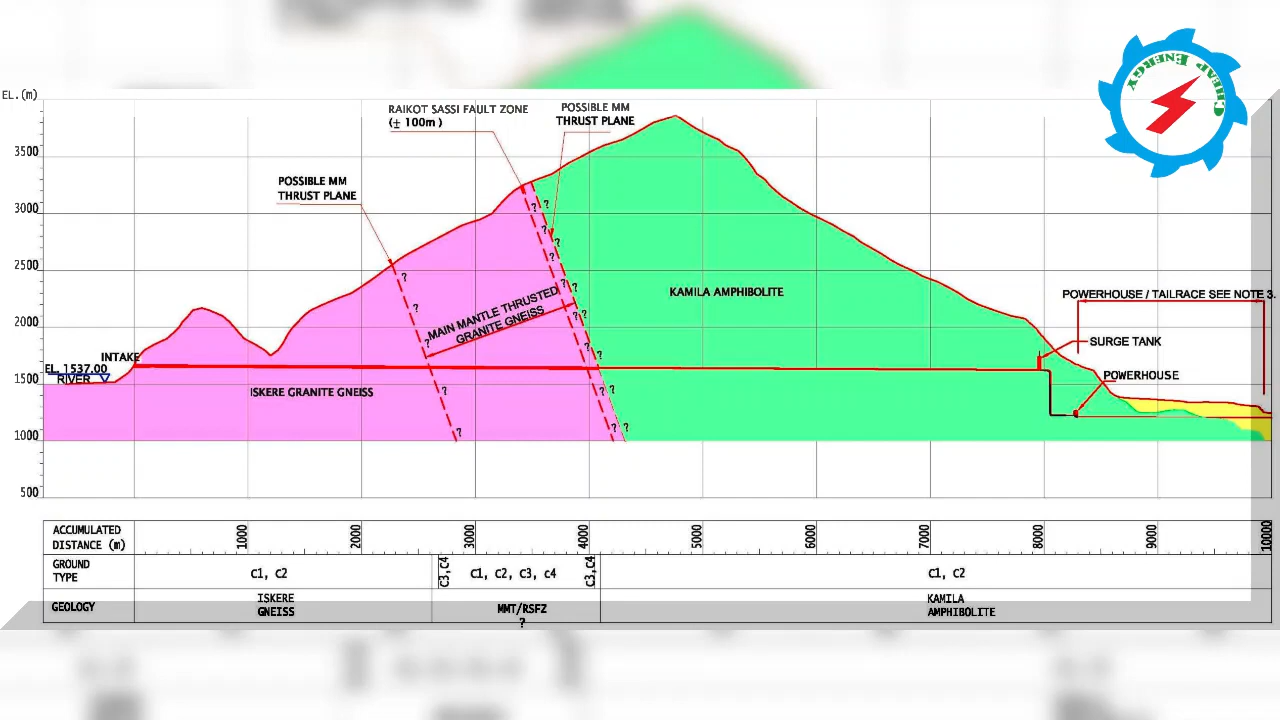 CHEAP ENERGY
EL.(m)
RAIKOT SASSI FAULT ZONE
(± 100m )
POSSIBLE MM
THRUST PLANE
POSSIBLE MM
THRUST PLANE
3500
3000
2500
2000
1500
1000
500
MAIN MANTLE THRUSTED
GRANITE GNEISS
KAMILA AMPHIBOLITE
POWERHOUSE / TAILRACE SEE NOTE 3.
SURGE TANK
POWERHOUSE
INTAKE
EL. 1537.00
RIVER
ISKERE GRANITE GNEISS
? ? ? ? ? ? ? ? ? ? ? ? ? ? ? ? ? ? ?
ACCUMULATED
DISTANCE (m)
1000 2000 3000 4000 5000 6000 7000 8000 9000 10000
GROUND
TYPE
C1, C2
C3,C4
C1, C2, C3, c4
C3,C4
C1, C2
GEOLOGY
ISKERE
GNEISS
MMT/RSFZ
?
KAMILA
AMPHIBOLITE